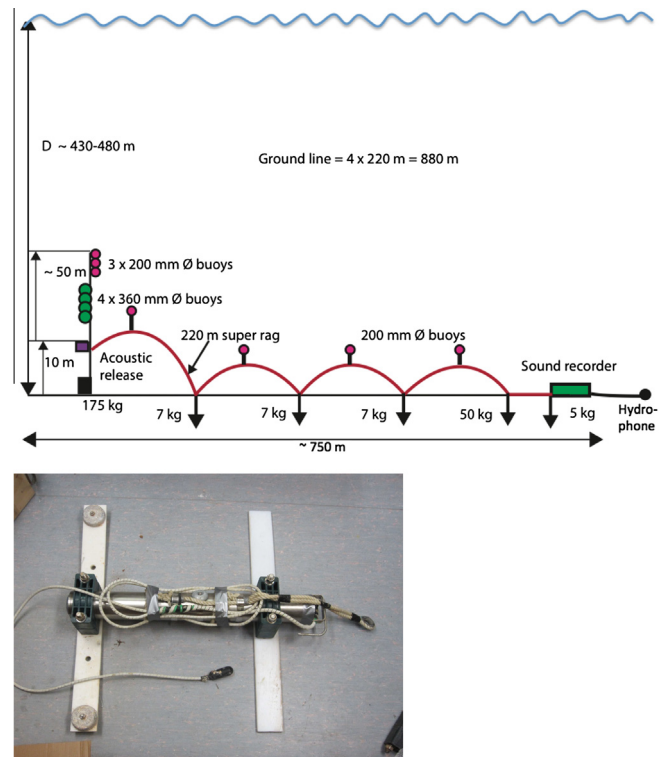 D ~ 430-480 m
Ground line = 4 x 220 m = 880 m
3 x 200 mm Ø buoys
~ 50 m
4 x 360 mm Ø buoys
220 m super rag
200 mm Ø buoys
10 m
Acoustic
release
Sound recorder
175 kg
7 kg
7 kg
7 kg
50 kg
5 kg
Hydro-
phone
~ 750 m